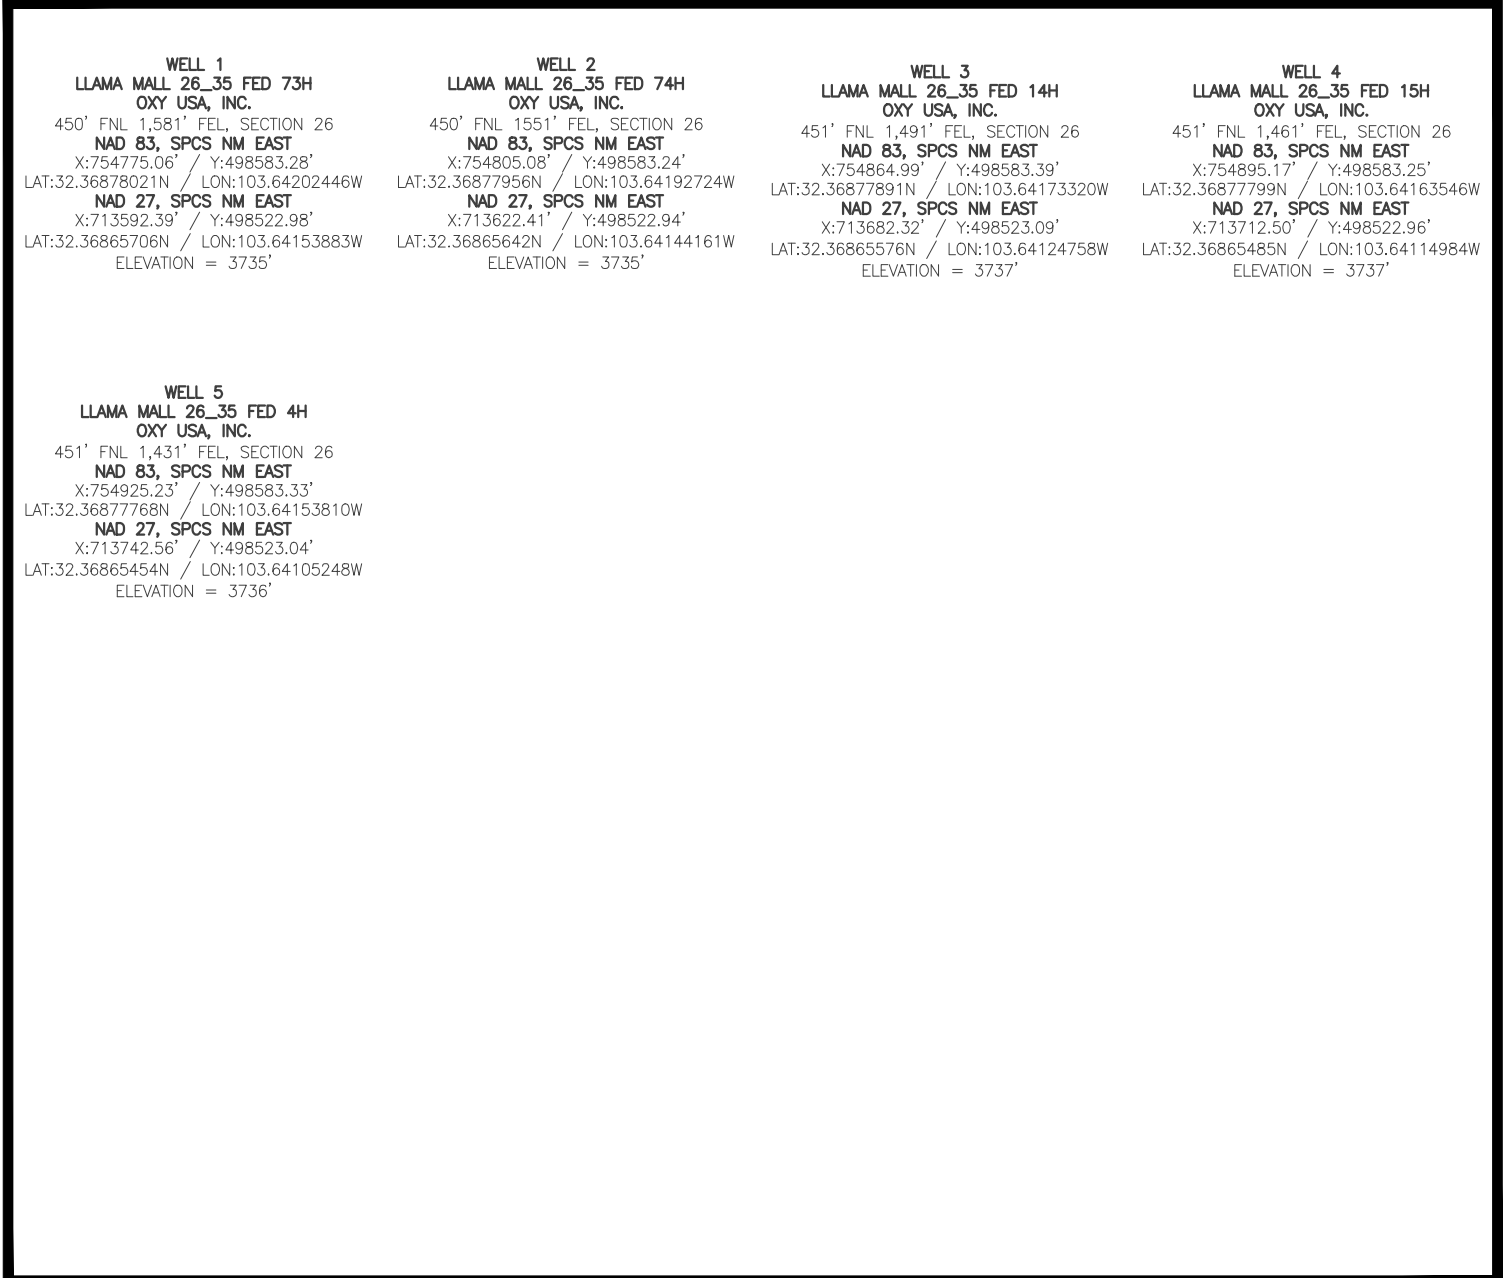 WELL 1
LLAMA MALL 26_35 FED 73H
OXY USA, INC.
450' FNL 1,581' FEL, SECTION 26
NAD 83, SPCS NM EAST
X:754775.06' / Y:498583.28'
LAT:32.36878021N / LON:103.64202446W
NAD 27, SPCS NM EAST
X:713592.39' / Y:498522.98'
LAT:32.36865706N / LON:103.64153883W
ELEVATION = 3735'
WELL 2
LLAMA MALL 26_35 FED 74H
OXY USA, INC.
450' FNL 1551' FEL, SECTION 26
NAD 83, SPCS NM EAST
X:754805.08' / Y:498583.24'
LAT:32.36877956N / LON:103.64192724W
NAD 27, SPCS NM EAST
X:713622.41' / Y:498522.94'
LAT:32.36865642N / LON:103.64144161W
ELEVATION = 3735'
WELL 3
LLAMA MALL 26_35 FED 14H
OXY USA, INC.
451' FNL 1,491' FEL, SECTION 26
NAD 83, SPCS NM EAST
X:754864.99' / Y:498583.39'
LAT:32.36877891N / LON:103.64173320W
NAD 27, SPCS NM EAST
X:713682.32' / Y:498523.09'
LAT:32.36865576N / LON:103.64124758W
ELEVATION = 3737'
WELL 4
LLAMA MALL 26_35 FED 15H
OXY USA, INC.
451' FNL 1,461' FEL, SECTION 26
NAD 83, SPCS NM EAST
X:754895.17' / Y:498583.25'
LAT:32.36877799N / LON:103.64163546W
NAD 27, SPCS NM EAST
X:713712.50' / Y:498522.96'
LAT:32.36865485N / LON:103.64114984W
ELEVATION = 3737'
WELL 5
LLAMA MALL 26_35 FED 4H
OXY USA, INC.
451' FNL 1,431' FEL, SECTION 26
NAD 83, SPCS NM EAST
X:754925.23' / Y:498583.33'
LAT:32.36877768N / LON:103.64153810W
NAD 27, SPCS NM EAST
X:713742.56' / Y:498523.04'
LAT:32.36865454N / LON:103.64105248W
ELEVATION = 3736'